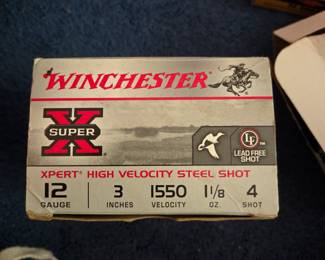 WINCHESTER
SUPER X
LF
LEAD FREE
SHOT
XPERT® HIGH VELOCITY STEEL SHOT
12 3 1550 1 1/8 4
GAUGE INCHES VELOCITY OZ. SHOT